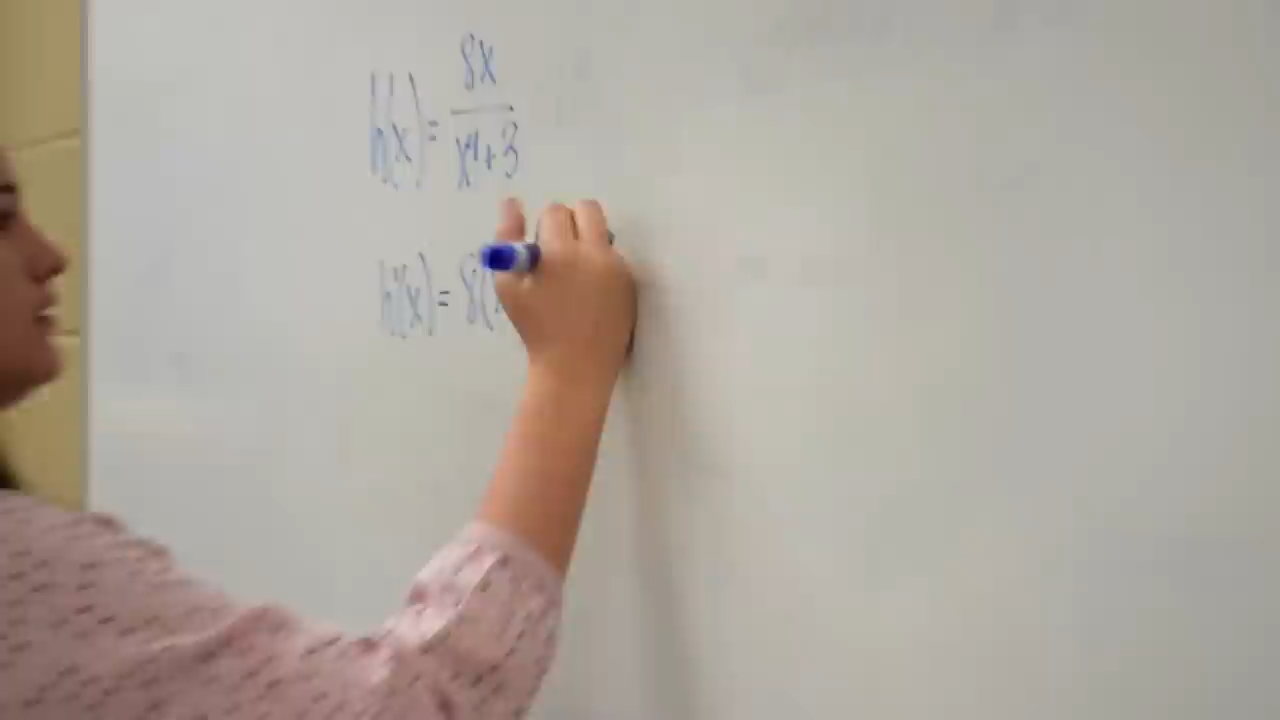 h(x) = 8x / x⁴+3
h'(x) = 8(